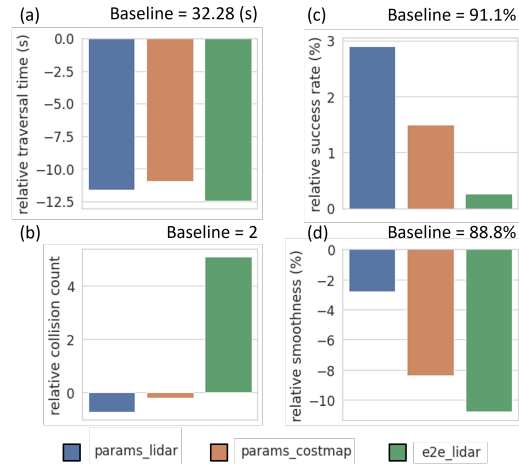 (a) Baseline = 32.28 (s)
relative traversal time (s)
0.0
−2.5
−5.0
−7.5
−10.0
−12.5
(c) Baseline = 91.1%
relative success rate (%)
3
2
1
0
(b) Baseline = 2
relative collision count
4
2
0
(d) Baseline = 88.8%
relative smoothness (%)
0
−2
−4
−6
−8
−10
params_lidar params_costmap e2e_lidar